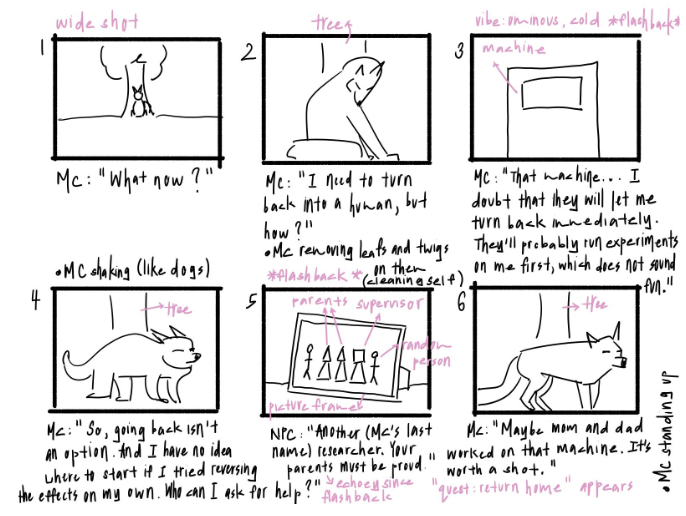 wide shot
1
MC: "What now?"
tree
2
MC: "I need to turn
back into a human, but
how?"
•MC removing leafs and twigs
on them
(cleaning self)
vibe: ominous, cold *flashback*
3
machine
MC: "That machine... I
doubt that they will let me
turn back immediately.
They'll probably run experiments
on me first, which does not sound
fun."
•MC shaking (like dogs)
4
tree
MC: "So, going back isn't
an option. And I have no idea
where to start if I tried reversing
the effects on my own. Who can I ask for help?"
*flashback*
5
parents
supervisor
random
person
picture frame
NPC: "Another (MC's last
name) researcher. Your
parents must be proud."
echoey since
flashback
6
tree
MC: "Maybe mom and dad
worked on that machine. It's
worth a shot."
"quest: return home" appears
•MC standing up